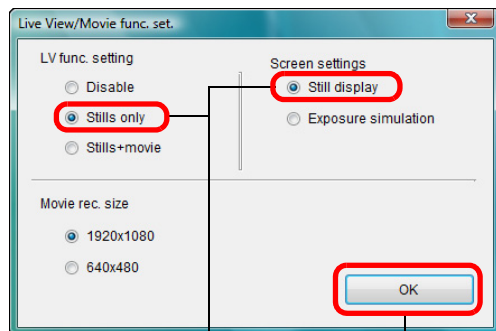 Live View/Movie func. set.
LV func. setting
Disable
Stills only
Stills+movie
Screen settings
Still display
Exposure simulation
Movie rec. size
1920x1080
640x480
OK